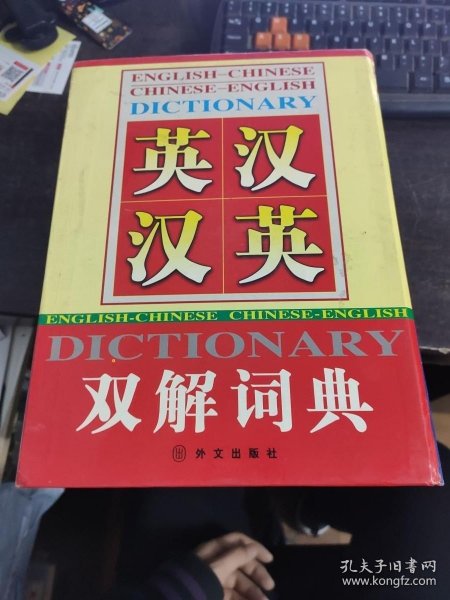 ENGLISH-CHINESE
CHINESE-ENGLISH
DICTIONARY
英汉
汉英
ENGLISH-CHINESE CHINESE-ENGLISH
DICTIONARY
双解词典
外文出版社
孔夫子旧书网
www.kongfz.com